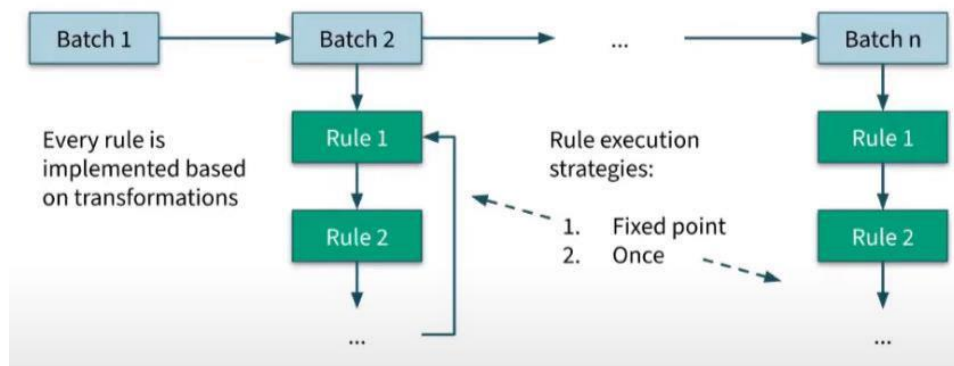 Batch 1
Batch 2
...
Batch n
Every rule is
implemented based
on transformations
Rule 1
Rule 2
...
Rule execution
strategies:
1. Fixed point
2. Once
Rule 1
Rule 2
...